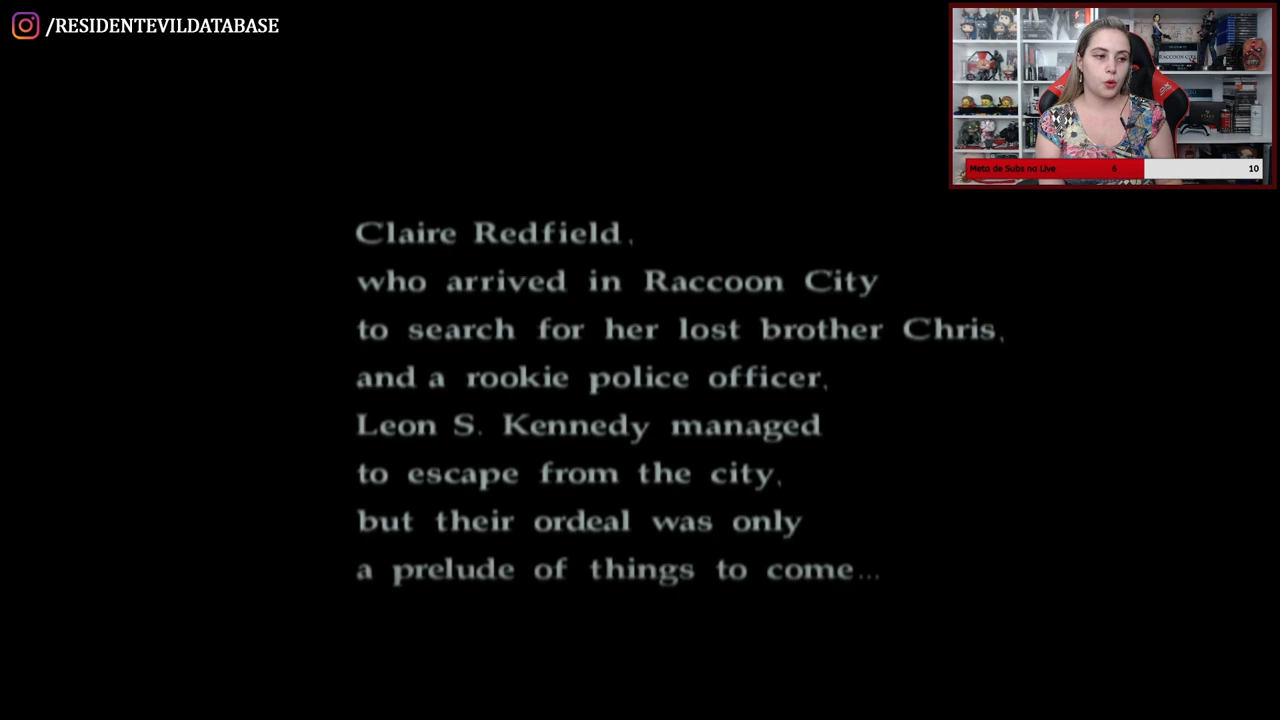 /RESIDENTEVILDATABASE
Meta de Subs na Live 6 10
Claire Redfield,
who arrived in Raccoon City
to search for her lost brother Chris,
and a rookie police officer,
Leon S. Kennedy managed
to escape from the city,
but their ordeal was only
a prelude of things to come...